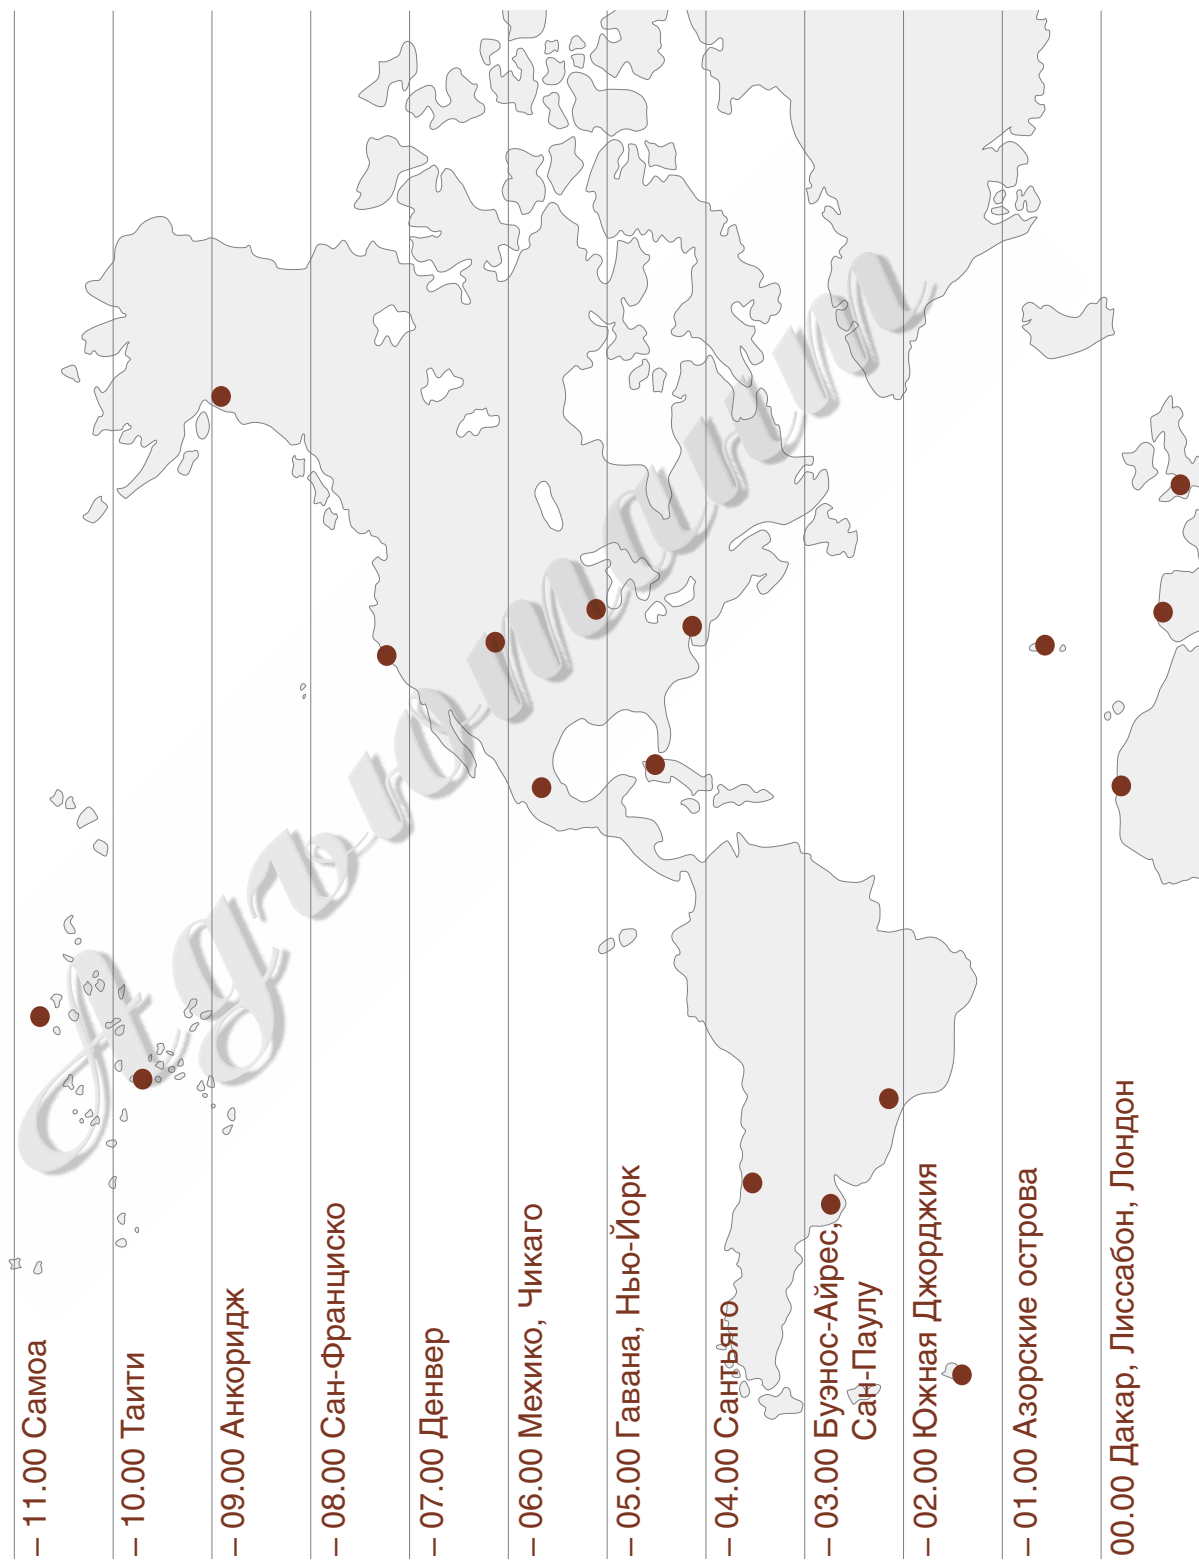 – 11.00 Самоа
– 10.00 Таити
– 09.00 Анкоридж
– 08.00 Сан-Франциско
– 07.00 Денвер
– 06.00 Мехико, Чикаго
– 05.00 Гавана, Нью-Йорк
– 04.00 Сантьяго
– 03.00 Буэнос-Айрес,
Сан-Паулу
– 02.00 Южная Джорджия
– 01.00 Азорские острова
00.00 Дакар, Лиссабон, Лондон